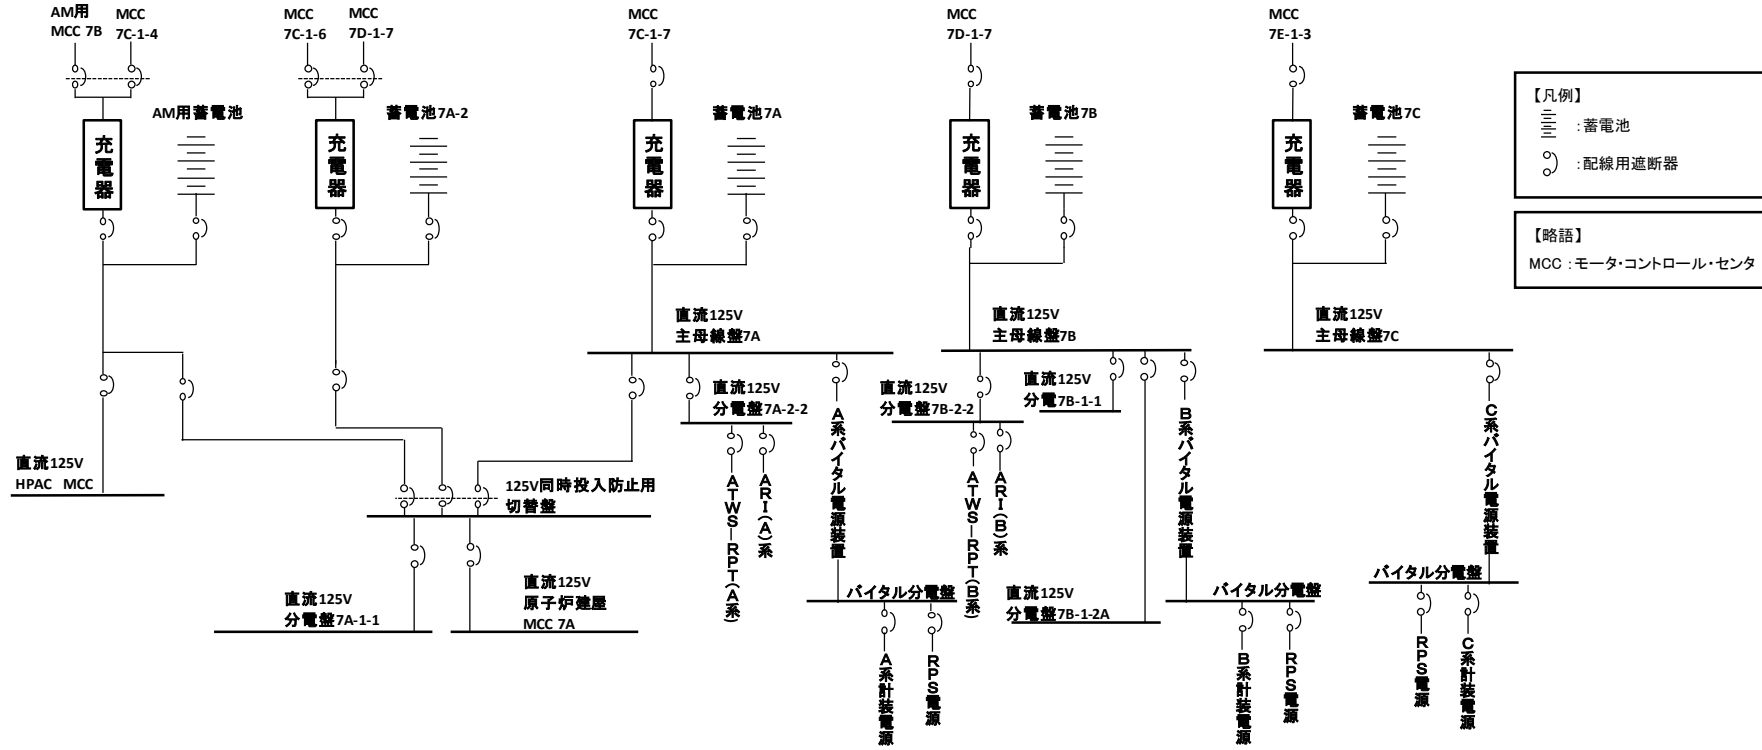 AM用
MCC 7B
MCC
7C-1-4
MCC
7C-1-6
MCC
7D-1-7
MCC
7C-1-7
MCC
7D-1-7
MCC
7E-1-3
AM用蓄電池
蓄電池7A-2
蓄電池7A
蓄電池7B
蓄電池7C
充電器
充電器
充電器
充電器
充電器
【凡例】
:蓄電池
:配線用遮断器
【略語】
MCC :モータ・コントロール・センタ
直流125V
主母線盤7A
直流125V
主母線盤7B
直流125V
主母線盤7C
直流125V
分電盤7A-2-2
直流125V
分電盤7B-2-2
直流125V
分電7B-1-1
A系バイタル電源装置
B系バイタル電源装置
C系バイタル電源装置
直流125V
HPAC MCC
125V同時投入防止用
切替盤
ATWS-RPT(A系)
ARI(A)系
ATWS-RPT(B系)
ARI(B)系
直流125V
分電盤7A-1-1
直流125V
原子炉建屋
MCC 7A
直流125V
分電盤7B-1-2A
バイタル分電盤
バイタル分電盤
バイタル分電盤
A系計装電源
RPS電源
B系計装電源
RPS電源
RPS電源
C系計装電源